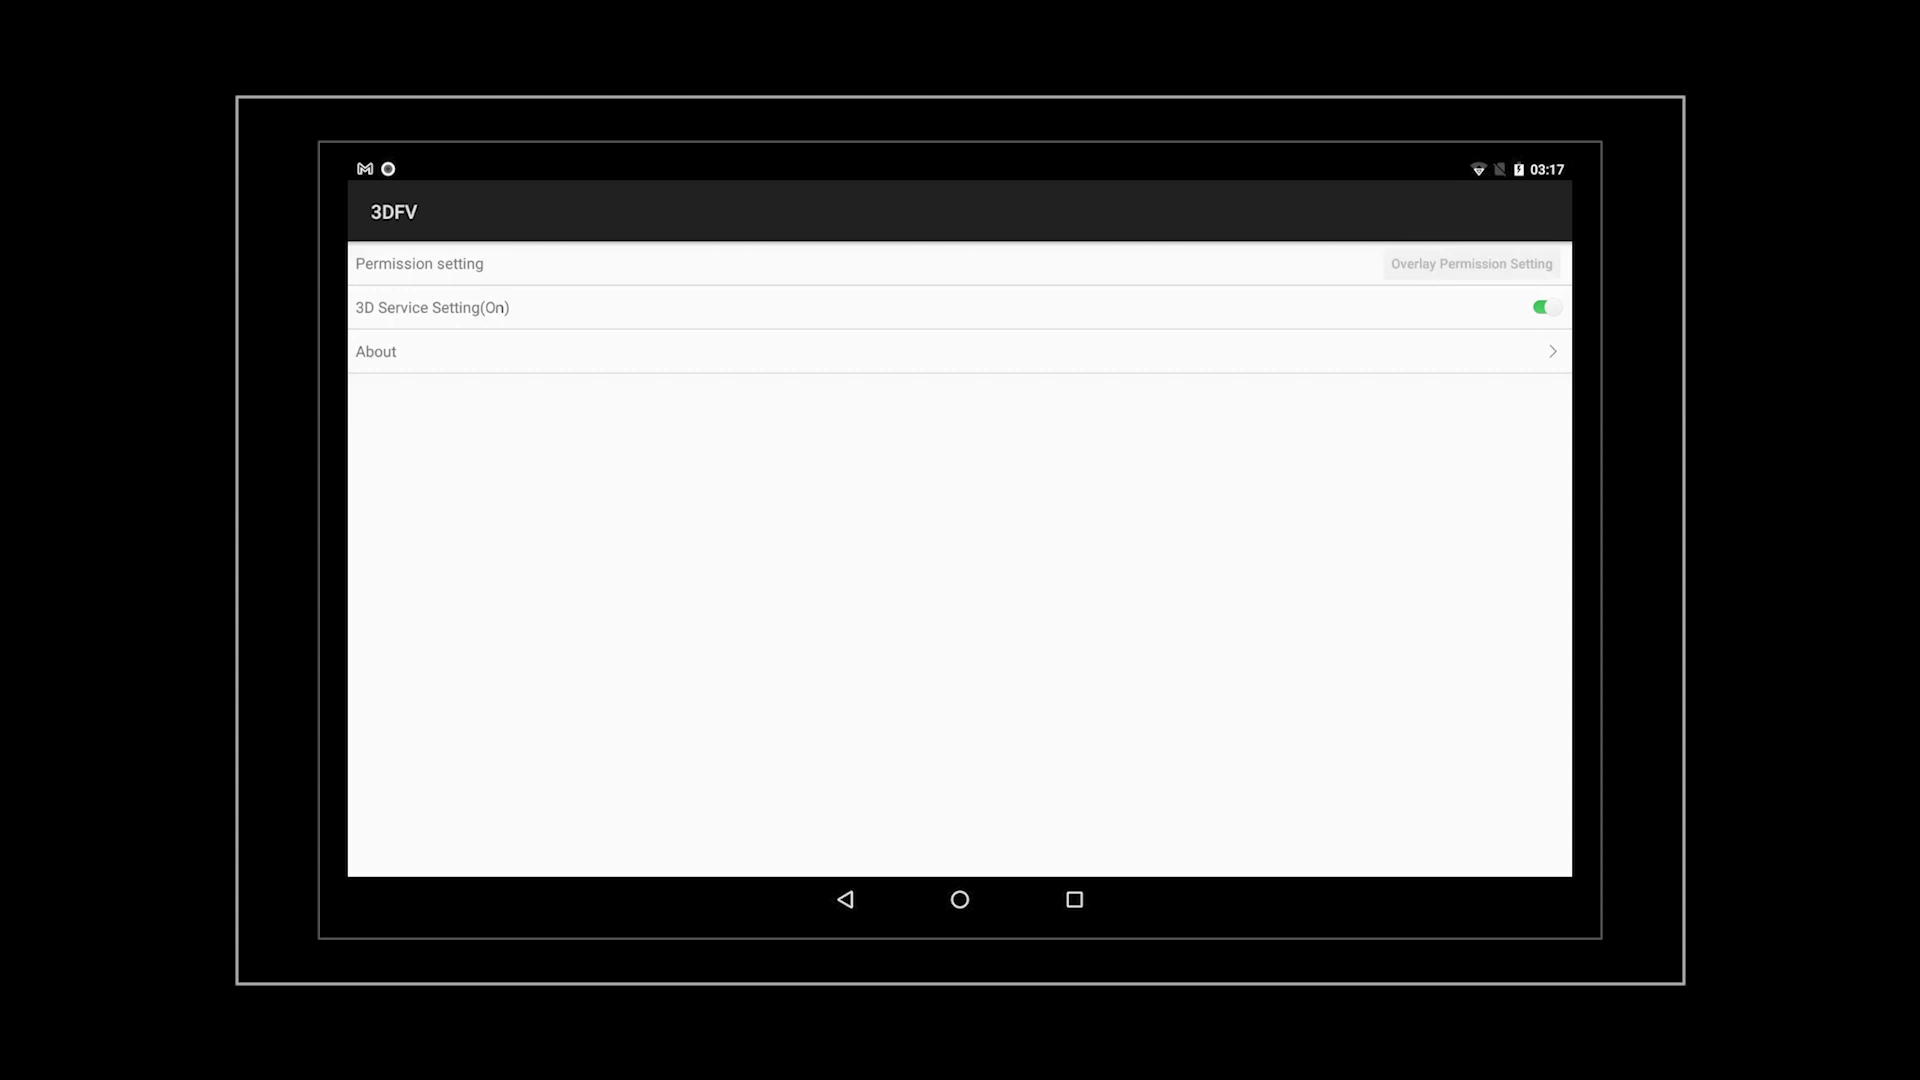 03:17
3DFV
Permission setting
Overlay Permission Setting
3D Service Setting(On)
About